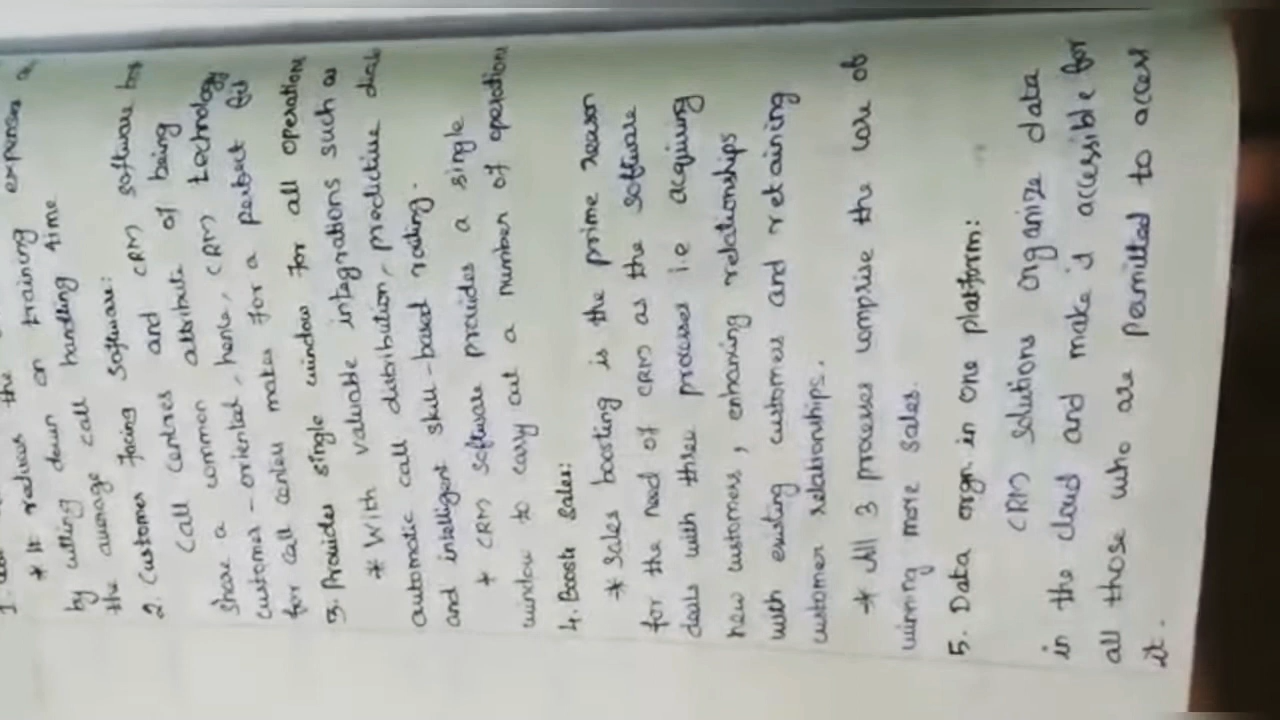 * It reduces the training expenses
by cutting down on
the average call handling time
2. Customer facing software:
Call centres and CRM software
share a common attribute of being
customer-oriented, hence, CRM technology
for call centers makes for a perfect fit
3. Provides single window for all operations
* With valuable integrations such as
automatic call distribution, predictive dial
and intelligent skill-based routing.
* CRM software provides a single
window to carry out a number of operations
4. Boosts Sales:
* Sales boosting is the prime reason
for the need of CRM as the software
deals with three processes i.e acquiring
new customers, enhancing relationships
with existing customers and retaining
customer relationships.
* All 3 processes comprise the core of
winning more sales.
5. Data orgn in One platform:
CRM solutions organize data
in the cloud and make it accessible for
all those who are permitted to access
it.